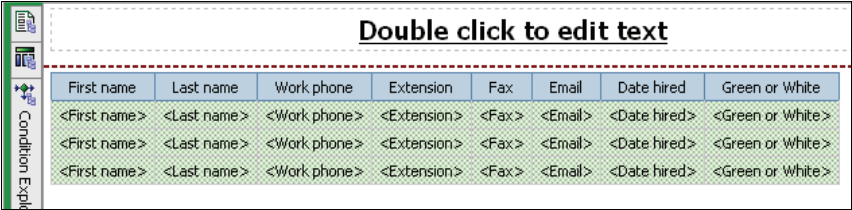 Double click to edit text
First name Last name Work phone Extension Fax Email Date hired Green or White
<First name> <Last name> <Work phone> <Extension> <Fax> <Email> <Date hired> <Green or White>
<First name> <Last name> <Work phone> <Extension> <Fax> <Email> <Date hired> <Green or White>
<First name> <Last name> <Work phone> <Extension> <Fax> <Email> <Date hired> <Green or White>
Condition Explo